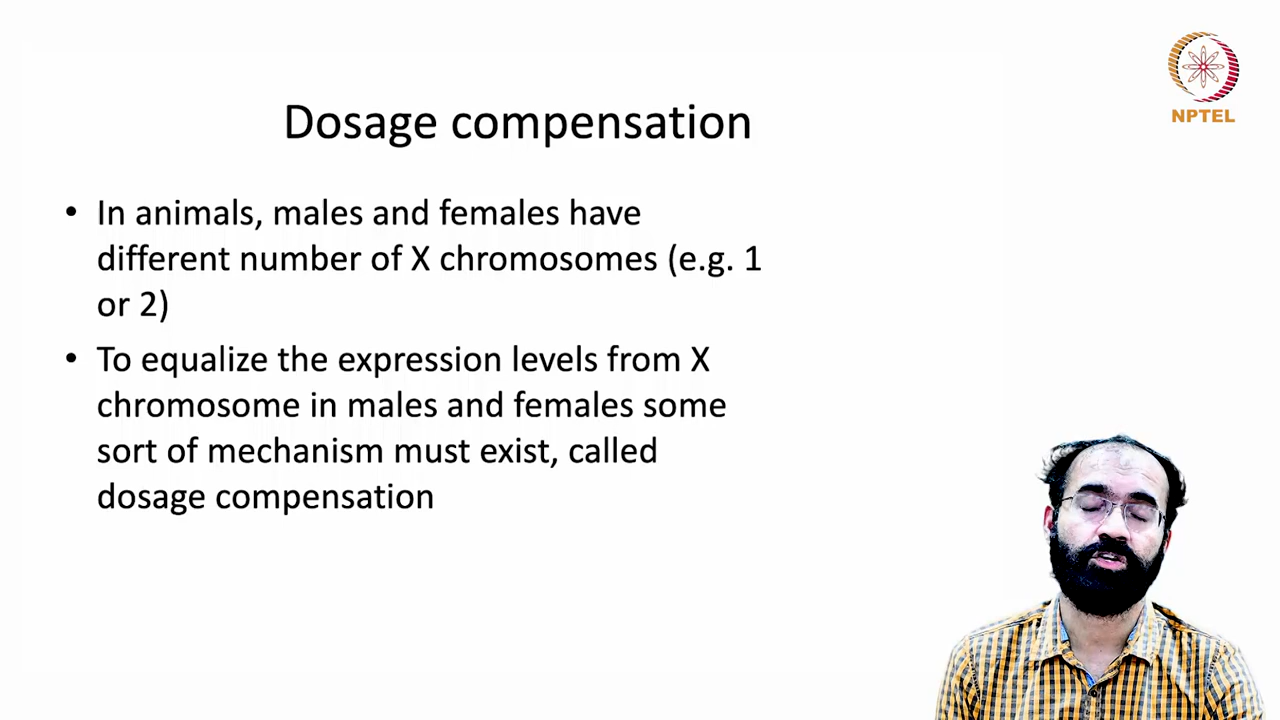 NPTEL
Dosage compensation
• In animals, males and females have
different number of X chromosomes (e.g. 1
or 2)
• To equalize the expression levels from X
chromosome in males and females some
sort of mechanism must exist, called
dosage compensation